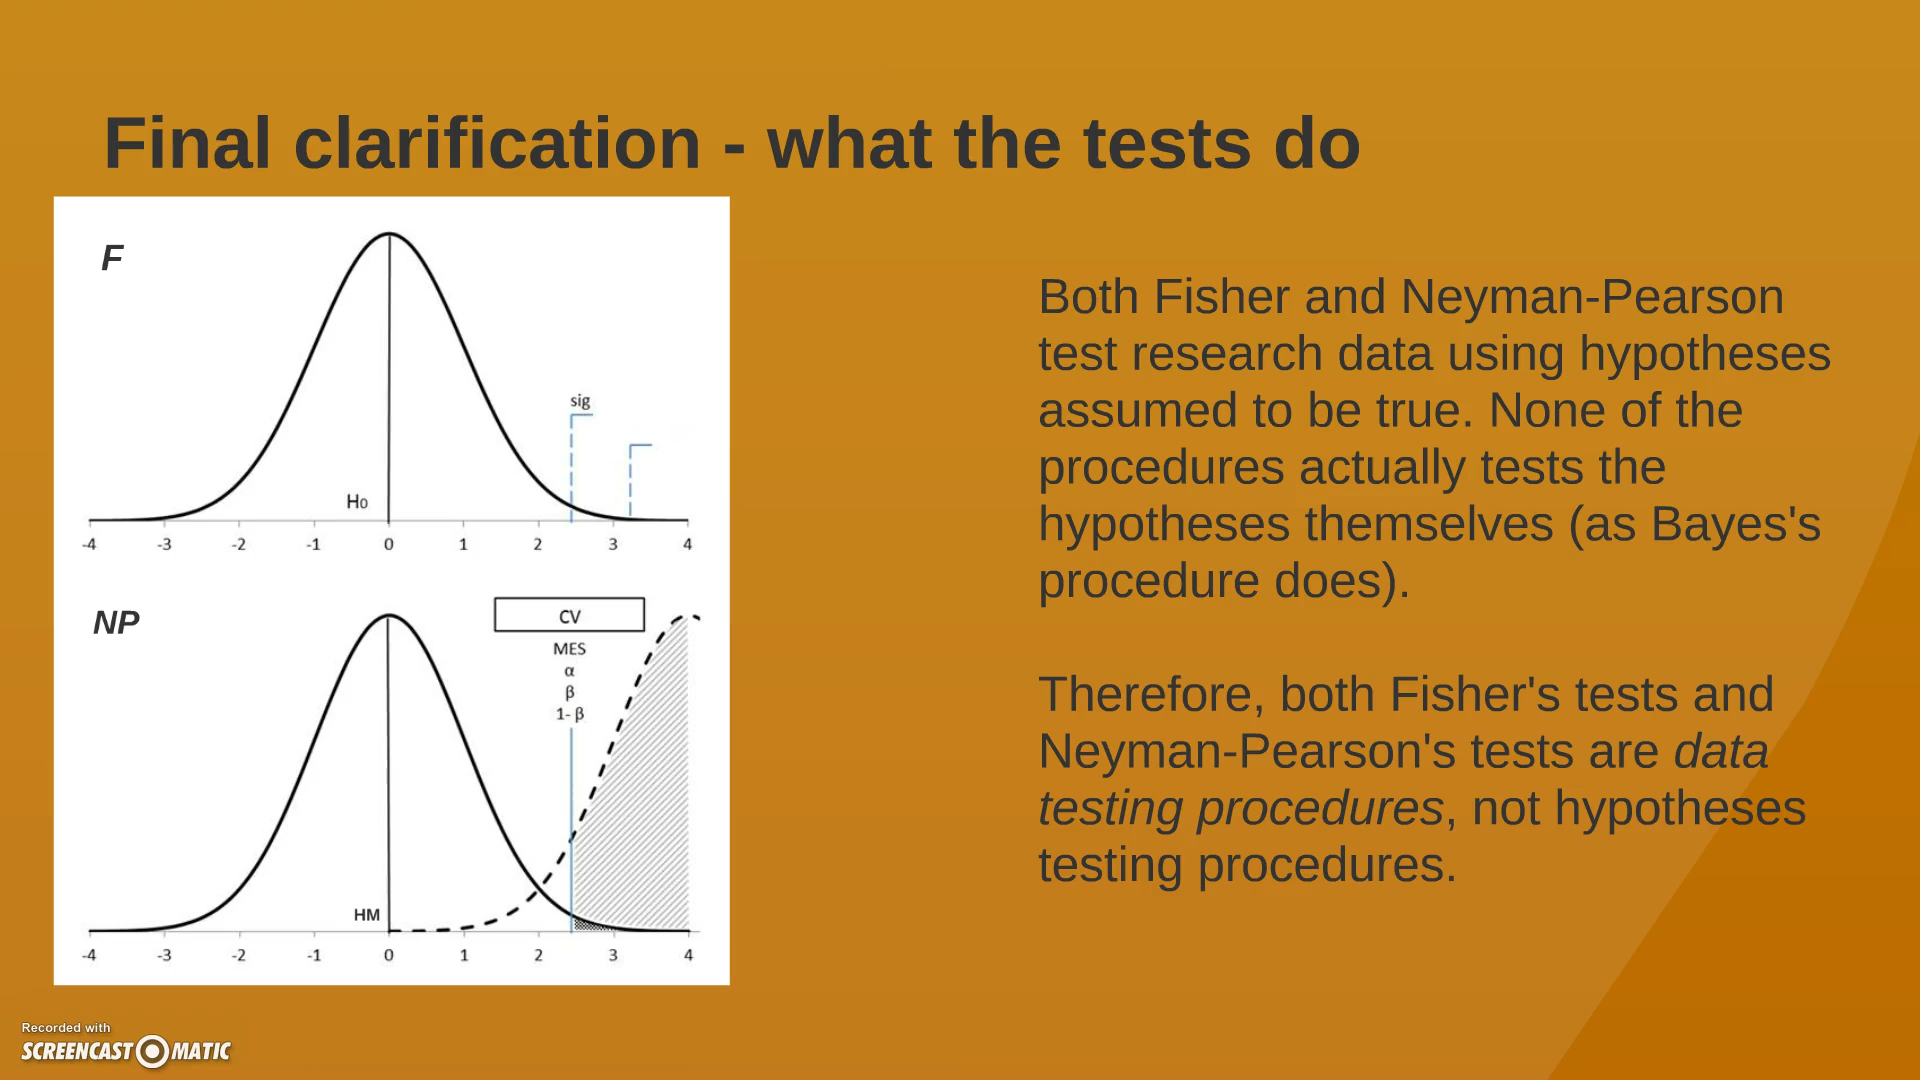 Final clarification - what the tests do
F
sig
H0
-4 -3 -2 -1 0 1 2 3 4
NP
CV
MES
α
β
1- β
HM
-4 -3 -2 -1 0 1 2 3 4
Both Fisher and Neyman-Pearson
test research data using hypotheses
assumed to be true. None of the
procedures actually tests the
hypotheses themselves (as Bayes's
procedure does).
Therefore, both Fisher's tests and
Neyman-Pearson's tests are data
testing procedures, not hypotheses
testing procedures.
Recorded with
SCREENCAST MATIC